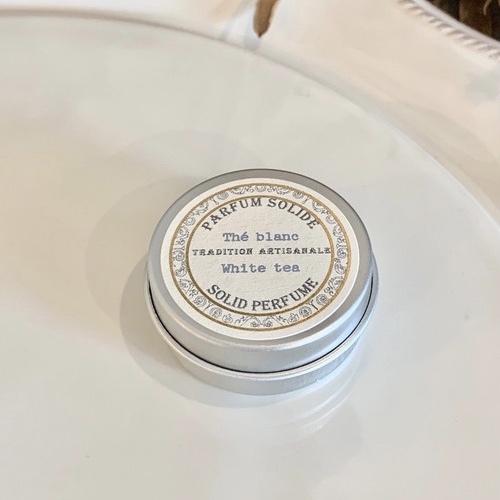 PARFUM SOLIDE
Thé blanc
TRADITION ARTISANALE
White tea
SOLID PERFUME